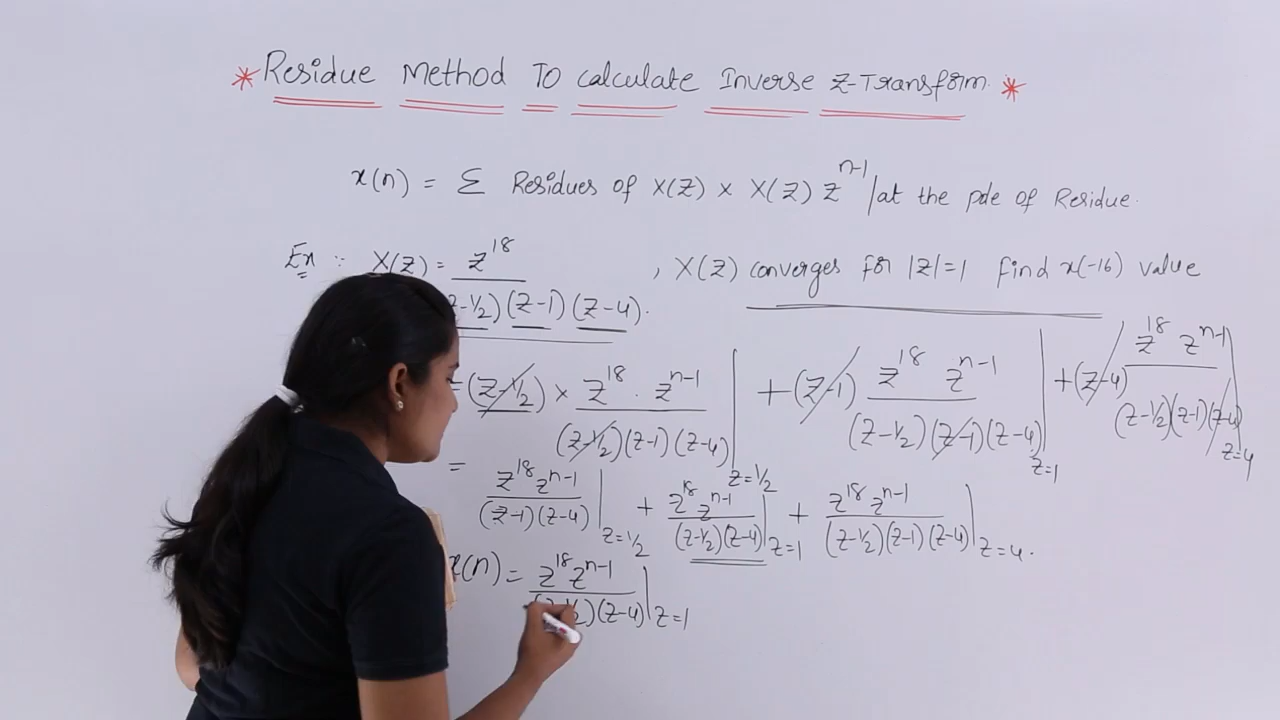 * Residue Method To calculate Inverse Z-Transform. *
x(n) = Σ Residues of X(Z) x X(Z) Z^{n-1} / at the pole of Residue.
Ex : X(Z) = Z^{18} / (Z-1/2)(Z-1)(Z-4). , X(Z) converges for |Z|=1 find x(-16) value
= (Z-1/2) x Z^{18} . Z^{n-1} / (Z-1/2)(Z-1)(Z-4) | Z=1/2 + (Z-1) Z^{18} Z^{n-1} / (Z-1/2)(Z-1)(Z-4) | Z=1 + (Z-4) Z^{18} Z^{n-1} / (Z-1/2)(Z-1)(Z-4) | Z=4
= Z^{18} Z^{n-1} / (Z-1)(Z-4) | Z=1/2 + Z^{18} Z^{n-1} / (Z-1/2)(Z-4) | Z=1 + Z^{18} Z^{n-1} / (Z-1/2)(Z-1)(Z-4) | Z=4.
x(n) = Z^{18} Z^{n-1} / (Z-1/2)(Z-4) | Z=1